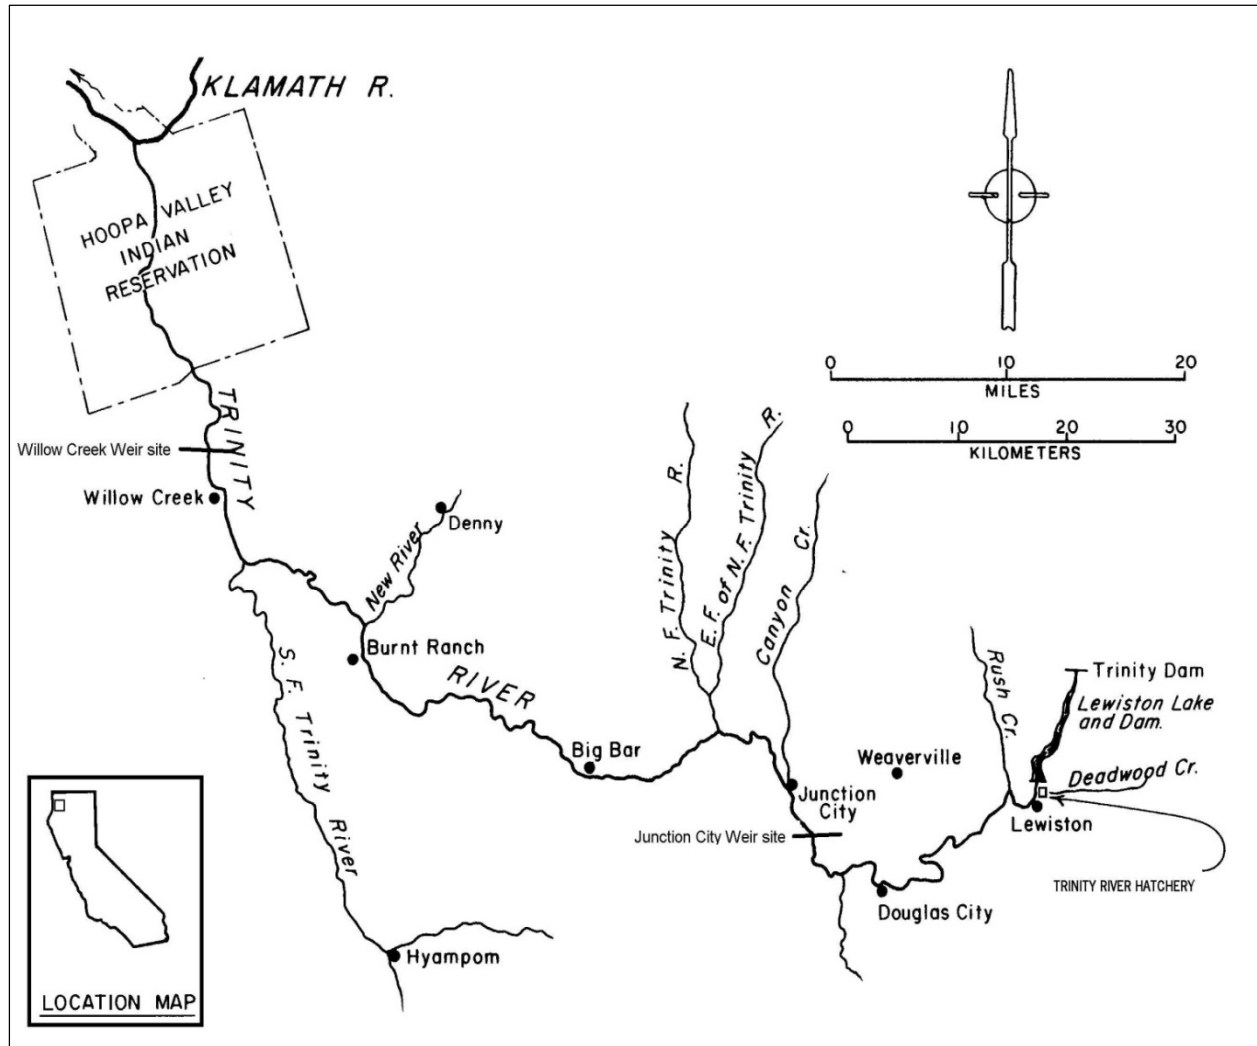 KLAMATH R.
HOOPA VALLEY
INDIAN
RESERVATION
0 10 20
MILES
0 10 20 30
KILOMETERS
TRINITY
Willow Creek Weir site
Willow Creek
Denny
New River
Burnt Ranch
S. F. Trinity River
RIVER
Big Bar
N. F. Trinity R.
E. F. of N. F. Trinity R.
Canyon Cr.
Rush Cr.
Trinity Dam
Lewiston Lake
and Dam.
Weaverville
Deadwood Cr.
Junction
City
Lewiston
Junction City Weir site
TRINITY RIVER HATCHERY
Douglas City
Hyampom
LOCATION MAP